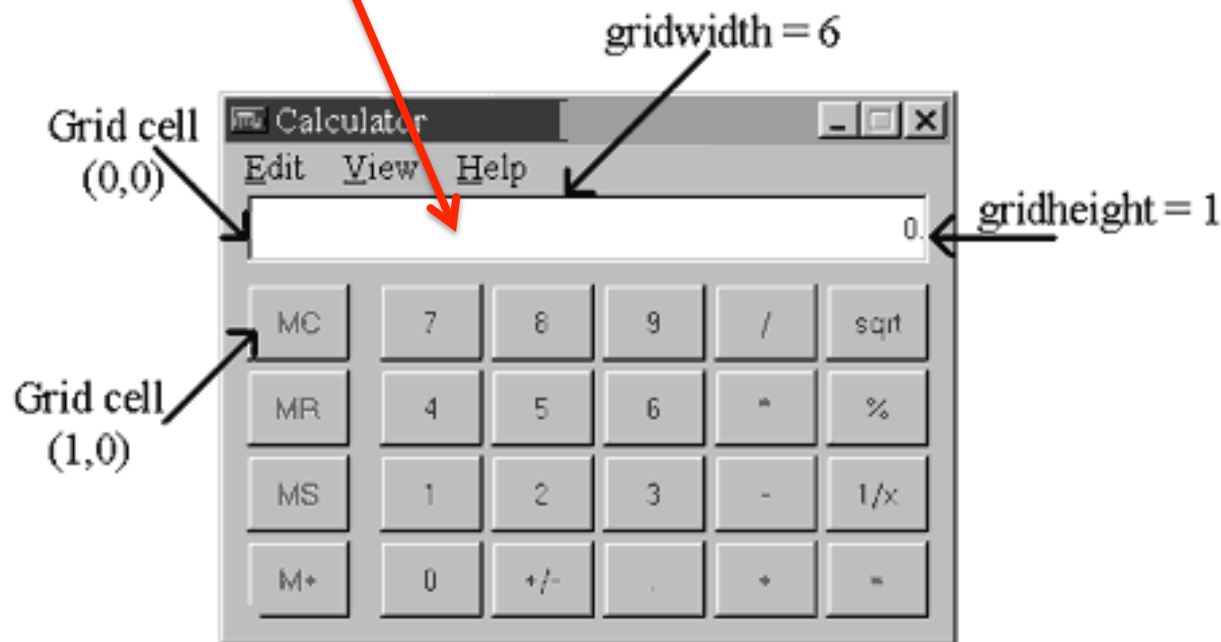 gridwidth = 6
Grid cell
(0,0)
Calculator
Edit View Help
0.
gridheight = 1
MC 7 8 9 / sqrt
Grid cell
(1,0)
MR 4 5 6 * %
MS 1 2 3 - 1/x
M+ 0 +/- . + =